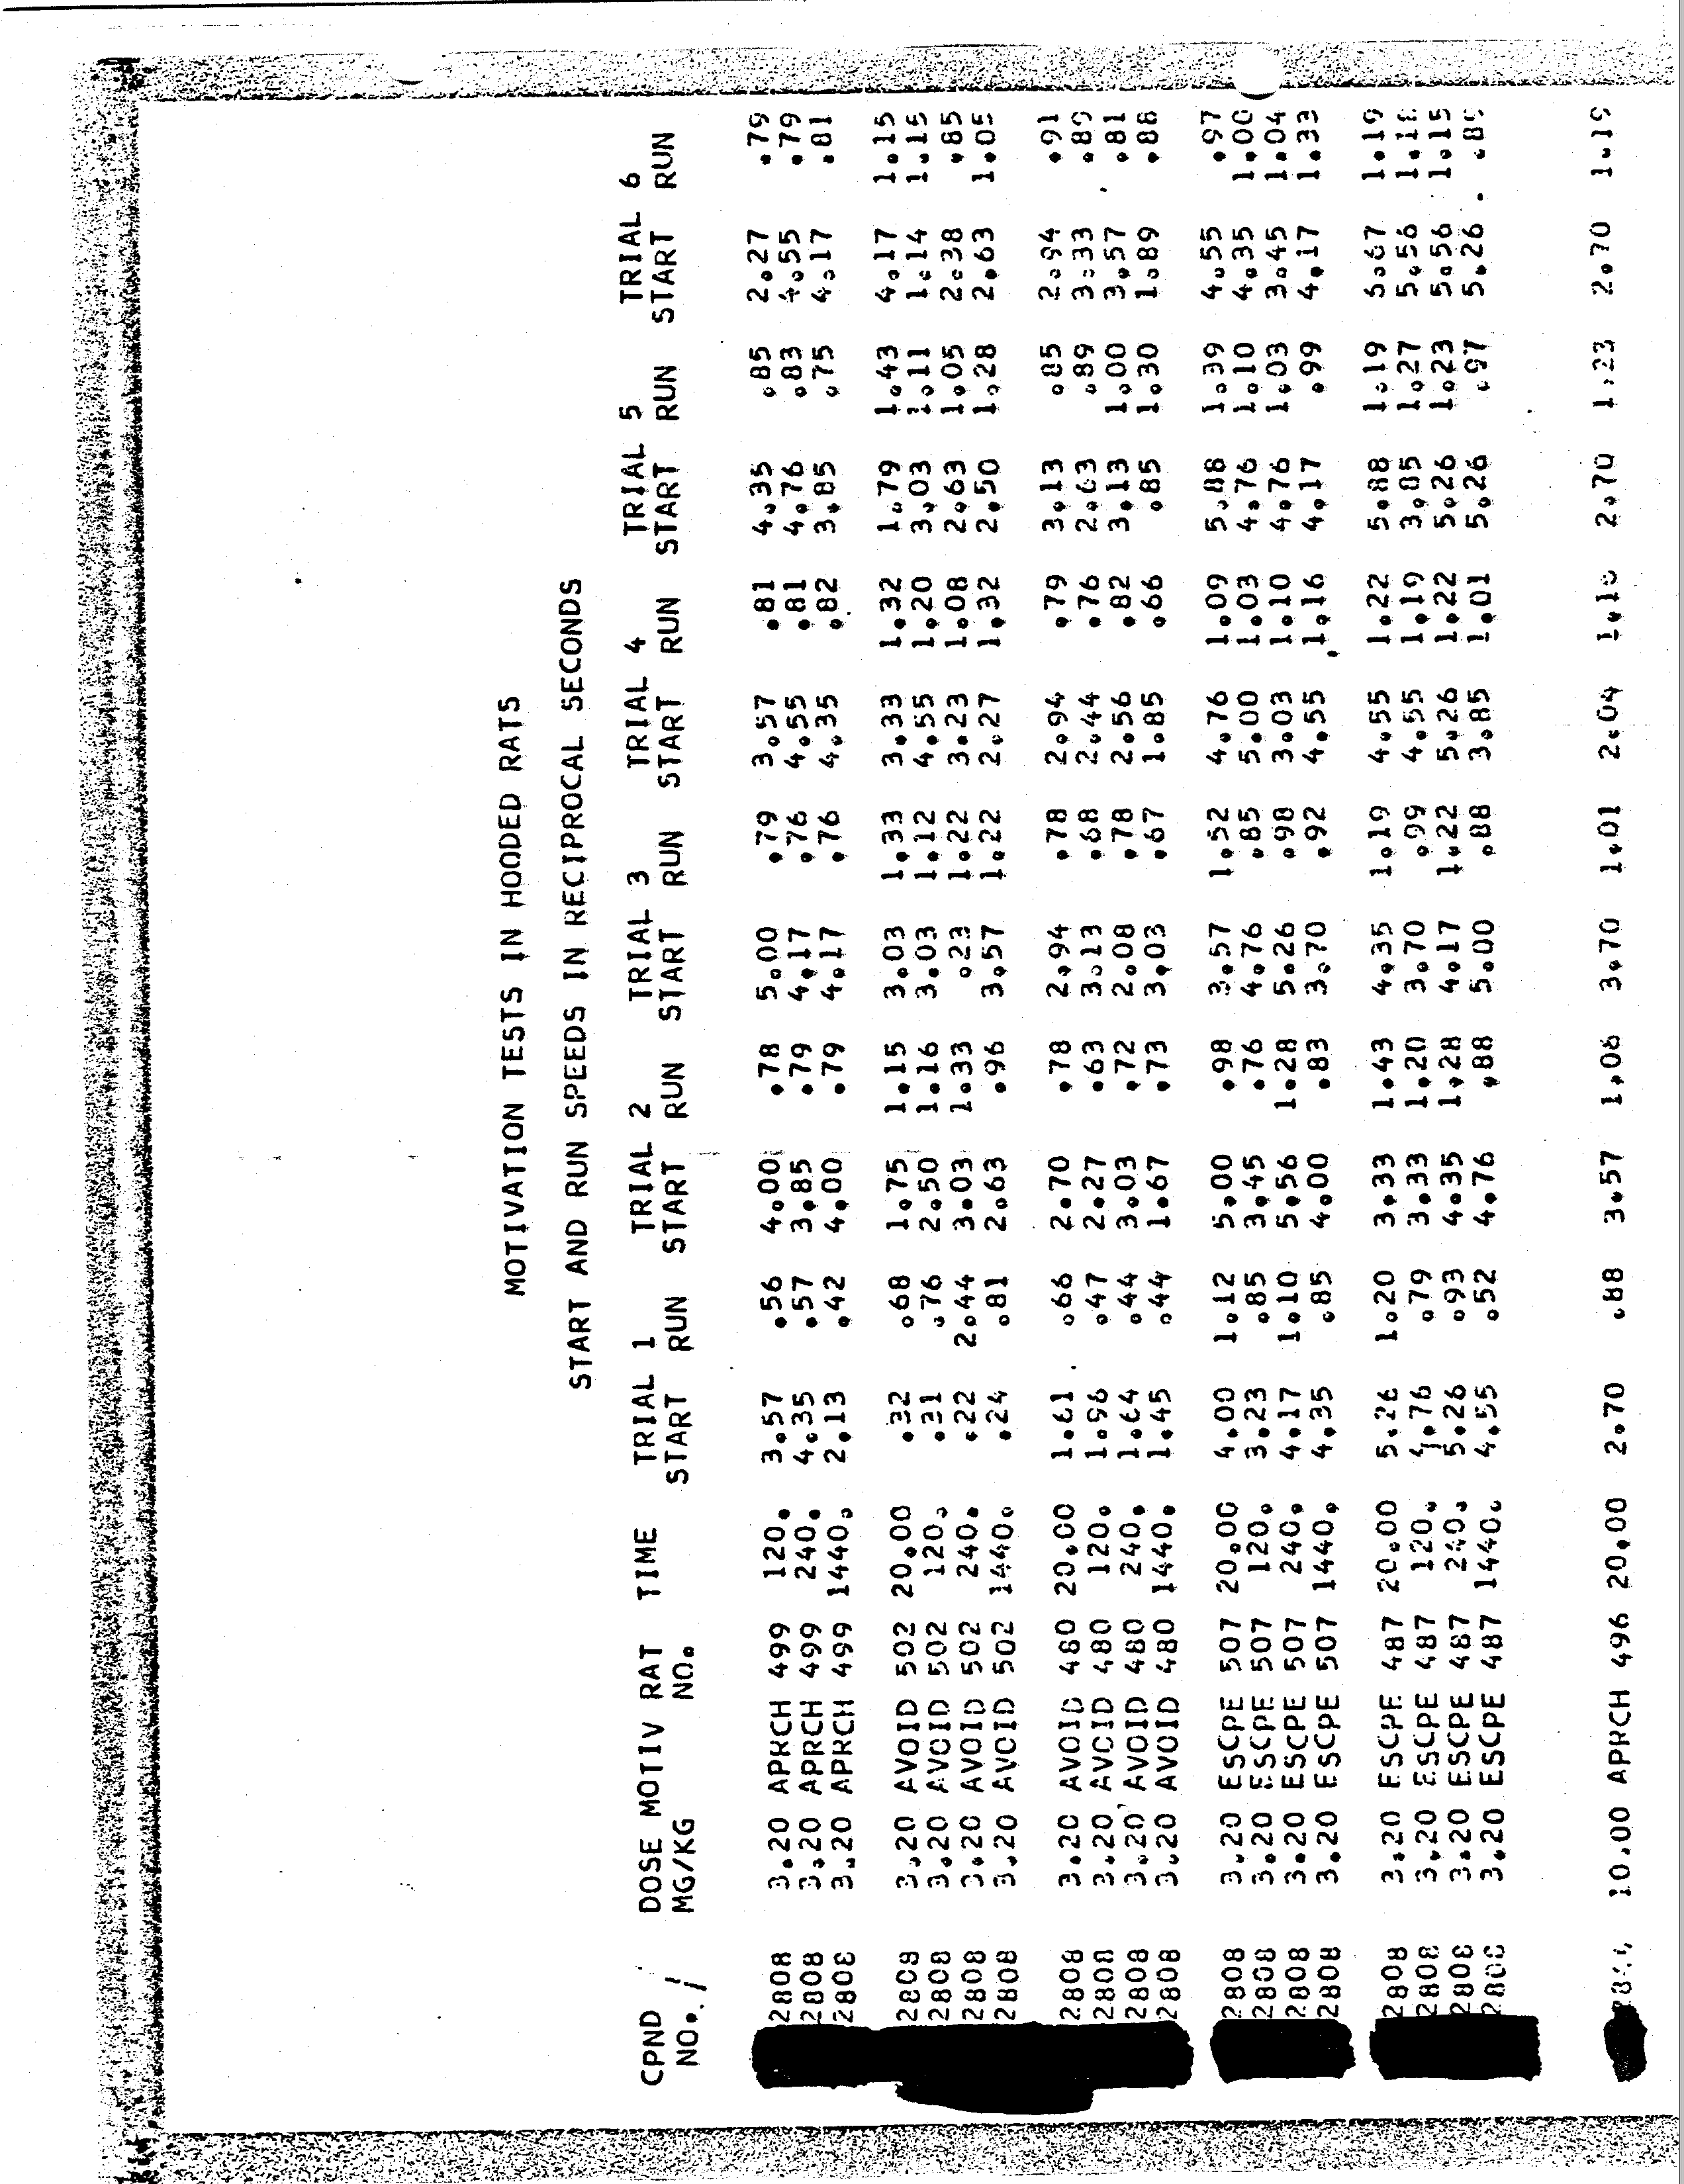 MOTIVATION TESTS IN HOODED RATS
START AND RUN SPEEDS IN RECIPROCAL SECONDS
CPND DOSE MOTIV RAT TIME TRIAL 1 TRIAL 2 TRIAL 3 TRIAL 4 TRIAL 5 TRIAL 6
NO. MG/KG NO. START RUN START RUN START RUN START RUN START RUN START RUN
2808 3.20 APRCH 499 120. 3.57 .56 4.00 .78 5.00 .79 3.57 .81 4.35 .85 2.27 .79
2808 3.20 APRCH 499 240. 4.35 .57 3.85 .79 4.17 .76 4.55 .81 4.76 .83 4.55 .79
2808 3.20 APRCH 499 1440. 2.13 .42 4.00 .79 4.17 .76 4.35 .82 3.85 .75 4.17 .81
2808 3.20 AVOID 502 20.00 .32 .68 1.75 1.15 3.03 1.33 3.33 1.32 1.79 1.43 4.17 1.15
2808 3.20 AVOID 502 120. .31 .76 2.50 1.16 3.03 1.12 4.55 1.20 3.03 1.11 1.14 1.15
2808 3.20 AVOID 502 240. .22 2.44 3.03 1.33 .23 1.22 3.23 1.08 2.63 1.05 2.38 .85
2808 3.20 AVOID 502 1440. .24 .81 2.63 .96 3.57 1.22 2.27 1.32 2.50 1.28 2.63 1.05
2808 3.20 AVOID 480 20.00 1.61 .66 2.70 .78 2.94 .78 2.94 .79 3.13 .85 2.94 .91
2808 3.20 AVOID 480 120. 1.96 .47 2.27 .63 3.13 .68 2.44 .76 2.63 .89 3.33 .89
2808 3.20 AVOID 480 240. 1.64 .44 3.03 .72 2.08 .78 2.56 .82 3.13 1.00 3.57 .81
2808 3.20 AVOID 480 1440. 1.45 .44 1.67 .73 3.03 .67 1.85 .66 .85 1.30 1.89 .88
2808 3.20 ESCPE 507 20.00 4.00 1.12 5.00 .98 3.57 1.52 4.76 1.09 5.88 1.39 4.55 .97
2808 3.20 ESCPE 507 120. 3.23 .85 3.45 .76 4.76 .85 5.00 1.03 4.76 1.10 4.35 1.00
2808 3.20 ESCPE 507 240. 4.17 1.10 5.56 1.28 5.26 .98 3.03 1.10 4.76 1.03 3.45 1.04
2808 3.20 ESCPE 507 1440. 4.35 .85 4.00 .83 3.70 .92 4.55 1.16 4.17 .99 4.17 1.33
2808 3.20 ESCPE 487 20.00 5.26 1.20 3.33 1.43 4.35 1.19 4.55 1.22 5.88 1.19 1.19
2808 3.20 ESCPE 487 120. 4.76 .79 3.33 1.20 3.70 .99 4.55 1.19 3.85 1.27 5.56 1.18
2808 3.20 ESCPE 487 240. 5.26 .93 4.35 1.28 4.17 1.22 5.26 1.22 5.26 1.23 5.56 1.15
2808 3.20 ESCPE 487 1440. 4.55 .52 4.76 .88 5.00 .88 3.85 1.01 5.26 .97 5.26
10.00 APRCH 496 20.00 2.70 .88 3.57 1.06 3.70 1.01 2.04 2.70 1.23 2.70 1.19